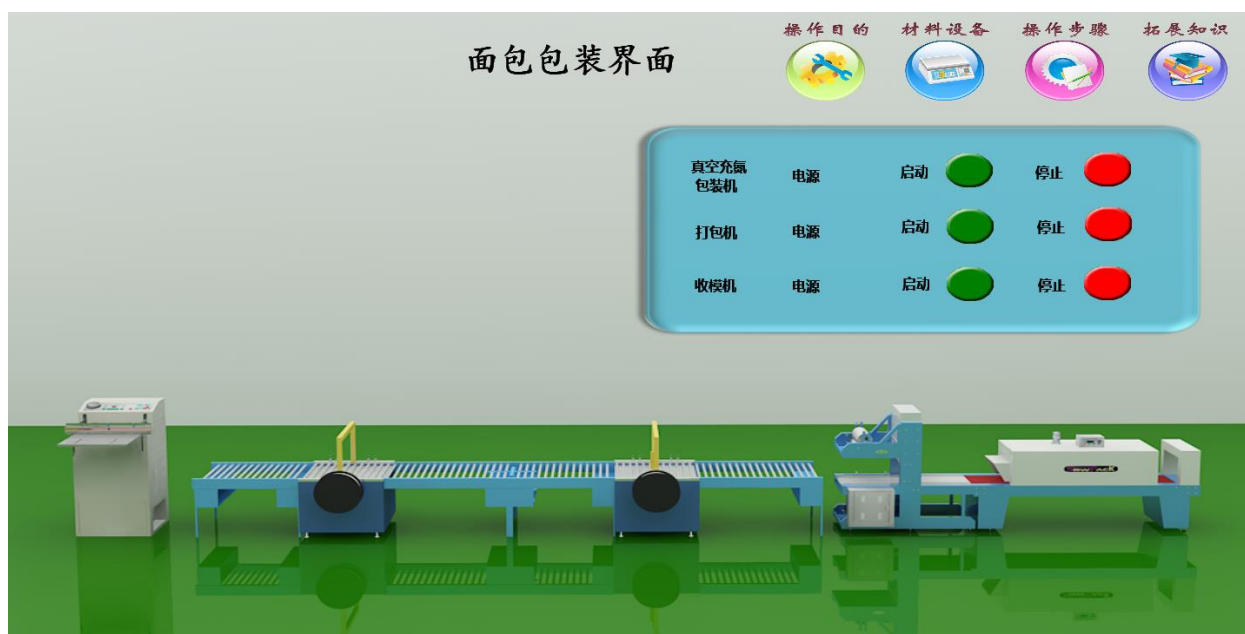 操作目的 材料设备 操作步骤 拓展知识
面包包装界面
真空充氮
包装机 电源 启动 停止
打包机 电源 启动 停止
收模机 电源 启动 停止